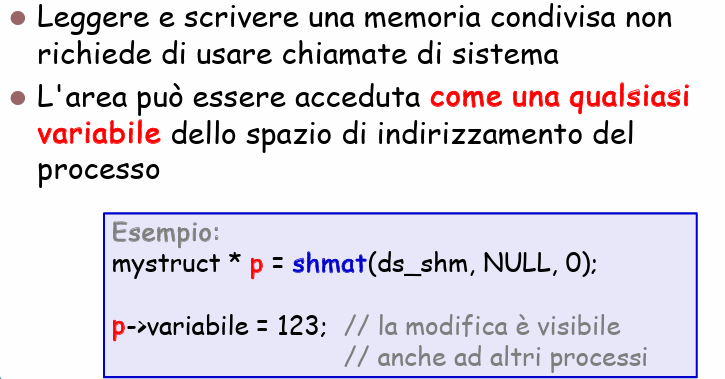 Leggere e scrivere una memoria condivisa non
richiede di usare chiamate di sistema
L'area può essere acceduta come una qualsiasi
variabile dello spazio di indirizzamento del
processo
Esempio:
mystruct * p = shmat(ds_shm, NULL, 0);
p->variabile = 123; // la modifica è visibile
// anche ad altri processi